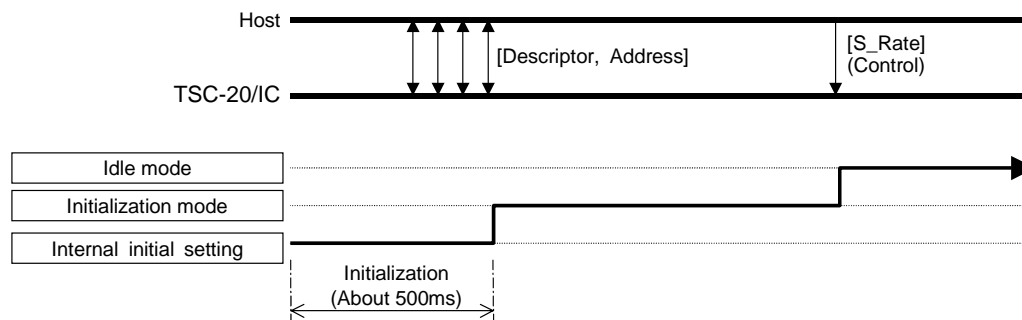 Host
[Descriptor, Address]
[S_Rate]
(Control)
TSC-20/IC
Idle mode
Initialization mode
Internal initial setting
Initialization
(About 500ms)